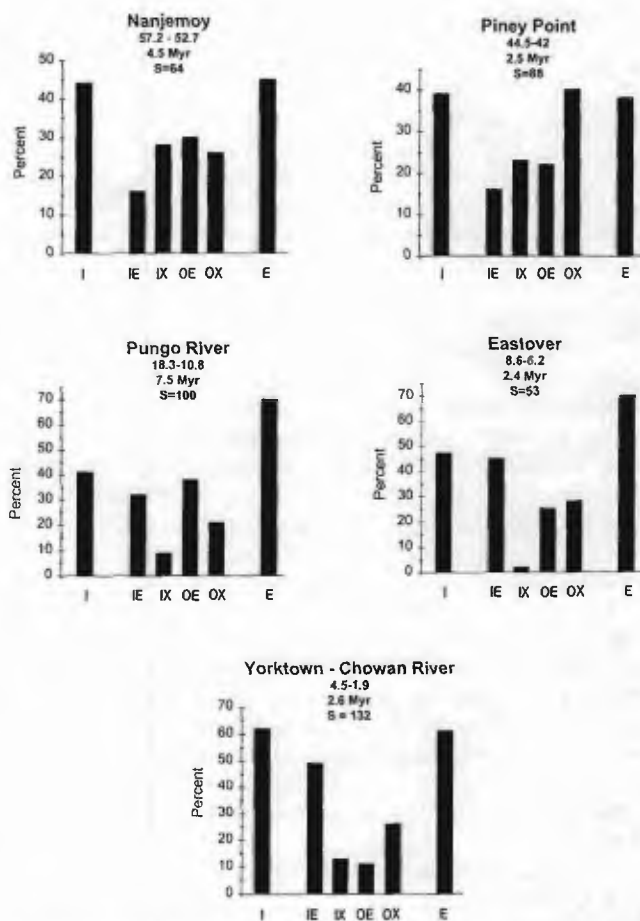 Nanjemoy
57.2 - 52.7
4.5 Myr
S=64
50
40
30
20
10
0
Percent
I IE IX OE OX E
Piney Point
44.5-42
2.5 Myr
S=88
40
30
20
10
0
Percent
I IE IX OE OX E
Pungo River
18.3-10.8
7.5 Myr
S=100
70
60
50
40
30
20
10
0
Percent
I IE IX OE OX E
Eastover
8.6-6.2
2.4 Myr
S=53
70
60
50
40
30
20
10
0
Percent
I IE IX OE OX E
Yorktown - Chowan River
4.5-1.9
2.6 Myr
S = 132
70
60
50
40
30
20
10
0
Percent
I IE IX OE OX E